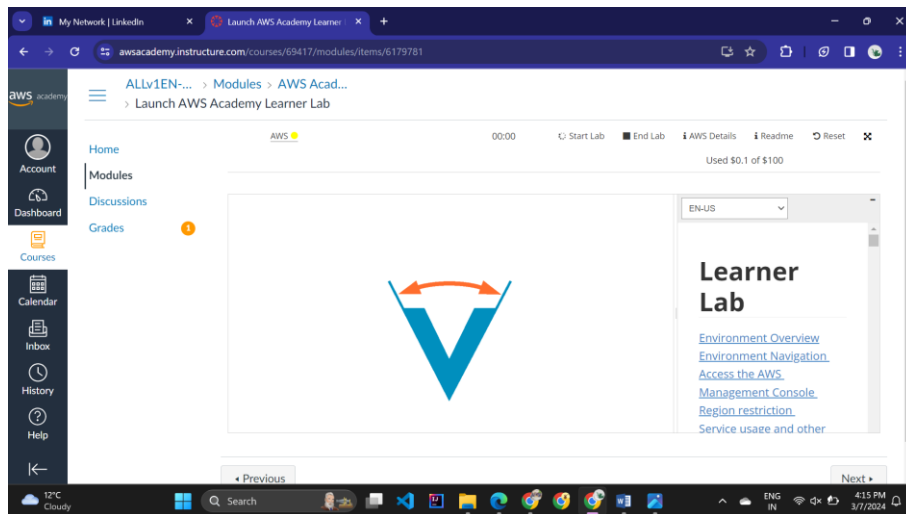 My Network | LinkedIn
Launch AWS Academy Learner
awsacademy.instructure.com/courses/69417/modules/items/6179781
aws academy
ALLv1EN-... > Modules > AWS Acad...
> Launch AWS Academy Learner Lab
Account
Dashboard
Courses
Calendar
Inbox
History
Help
Home
Modules
Discussions
Grades 1
AWS
00:00
Start Lab
End Lab
i AWS Details
i Readme
Reset
Used $0.1 of $100
EN-US
Learner
Lab
Environment Overview
Environment Navigation
Access the AWS
Management Console
Region restriction
Service usage and other
Previous
Next
12°C
Cloudy
Search
ENG
IN
4:15 PM
3/7/2024